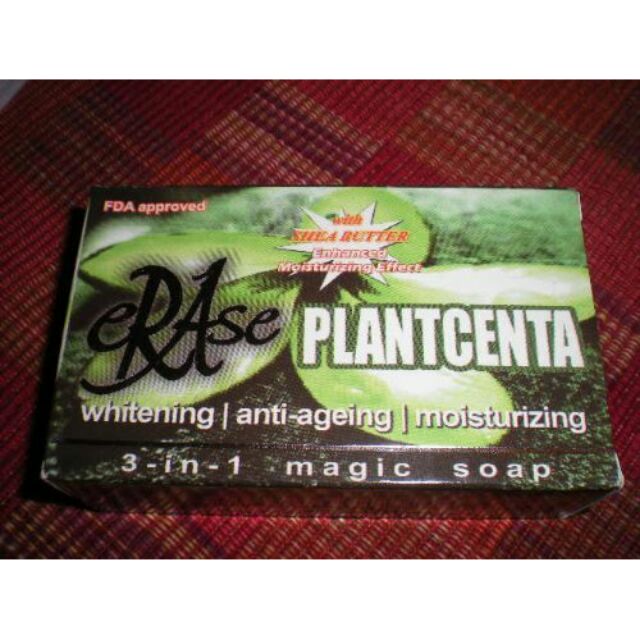 FDA approved
with
SHEA BUTTER
Enhanced
Moisturizing Effect
eRAse PLANTCENTA
whitening | anti-ageing | moisturizing
3-in-1 magic soap